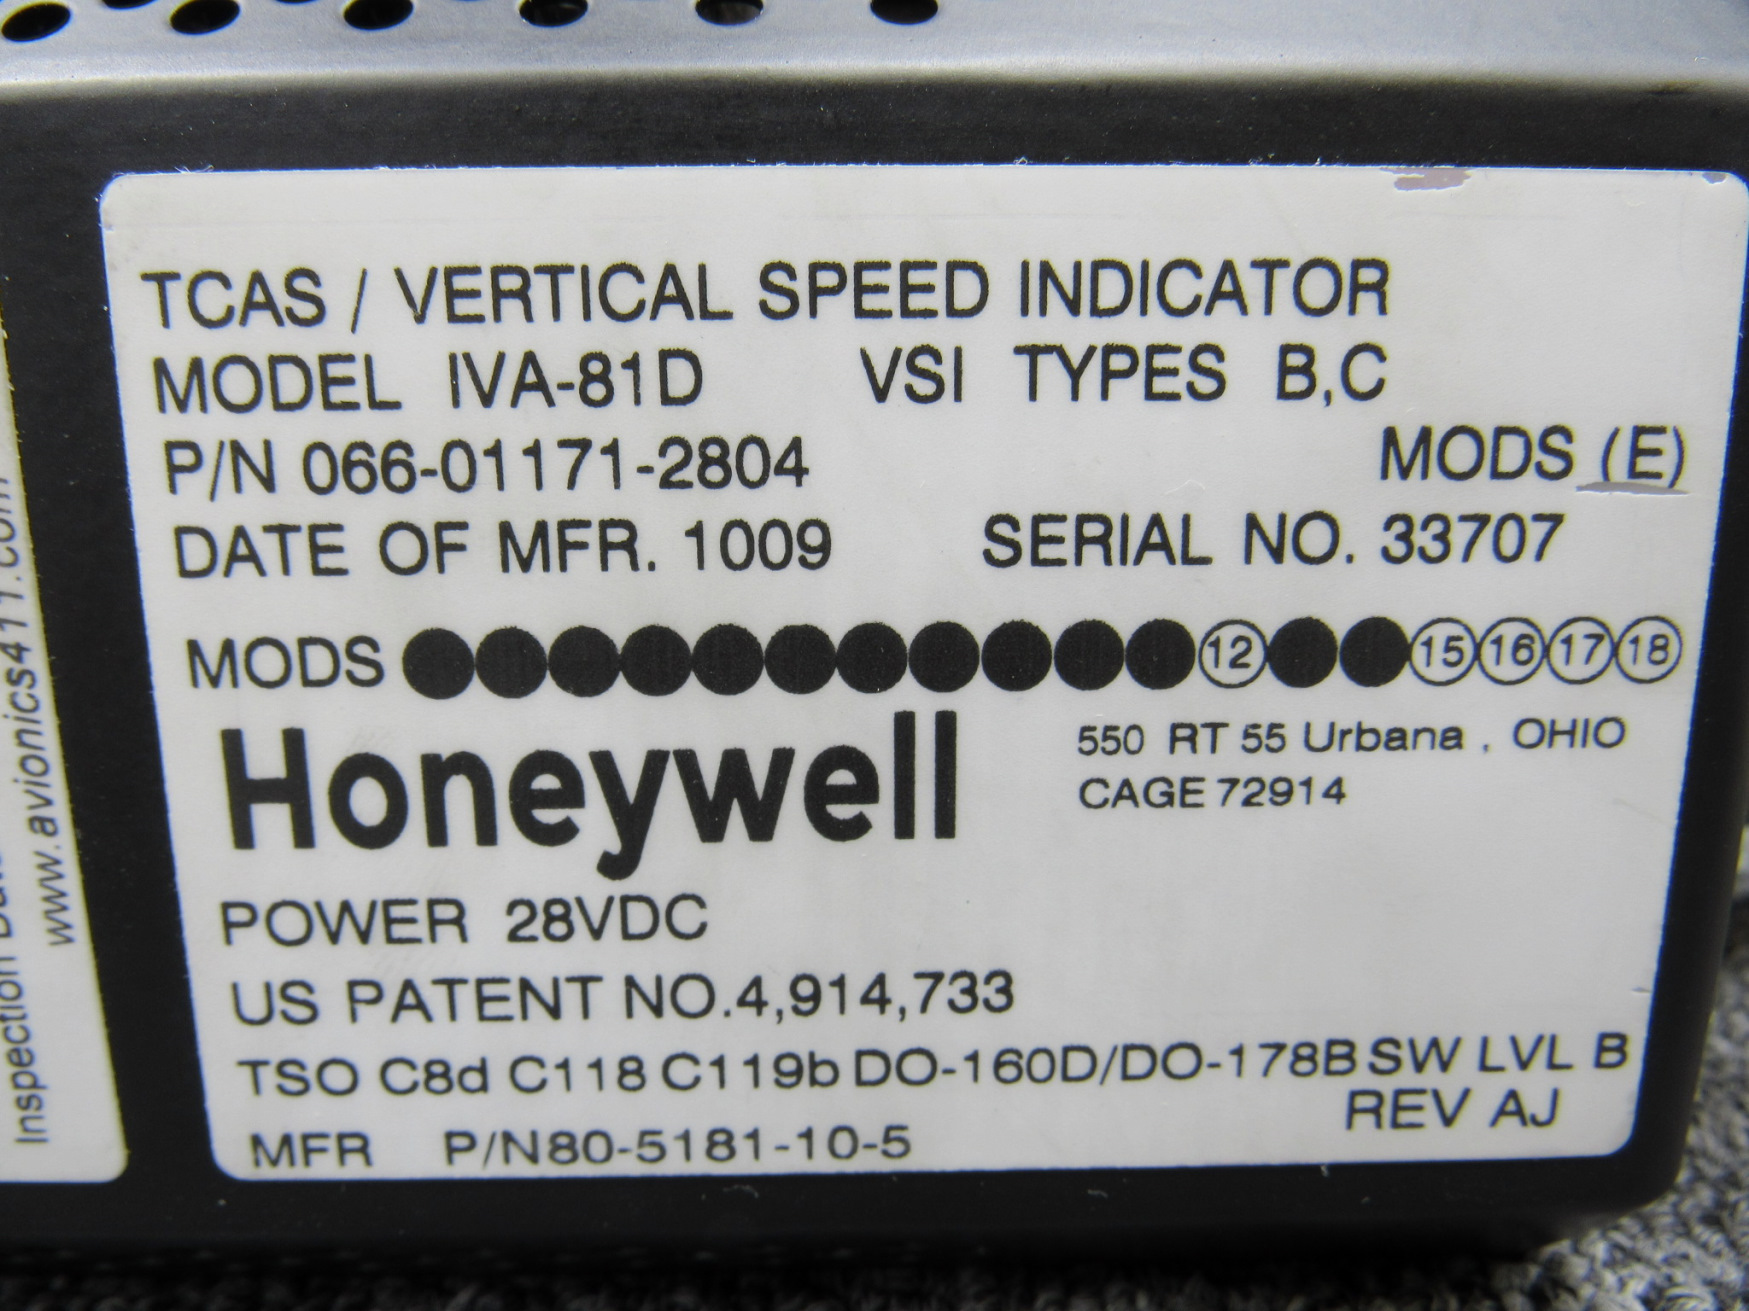 TCAS / VERTICAL SPEED INDICATOR
MODEL IVA-81D VSI TYPES B,C
P/N 066-01171-2804 MODS (E)
DATE OF MFR. 1009 SERIAL NO. 33707
MODS 12 15 16 17 18
Honeywell
550 RT 55 Urbana , OHIO
CAGE 72914
POWER 28VDC
US PATENT NO.4,914,733
TSO C8d C118 C119b DO-160D/DO-178B SW LVL B
REV AJ
MFR P/N80-5181-10-5
www.avionics411.com
Inspection